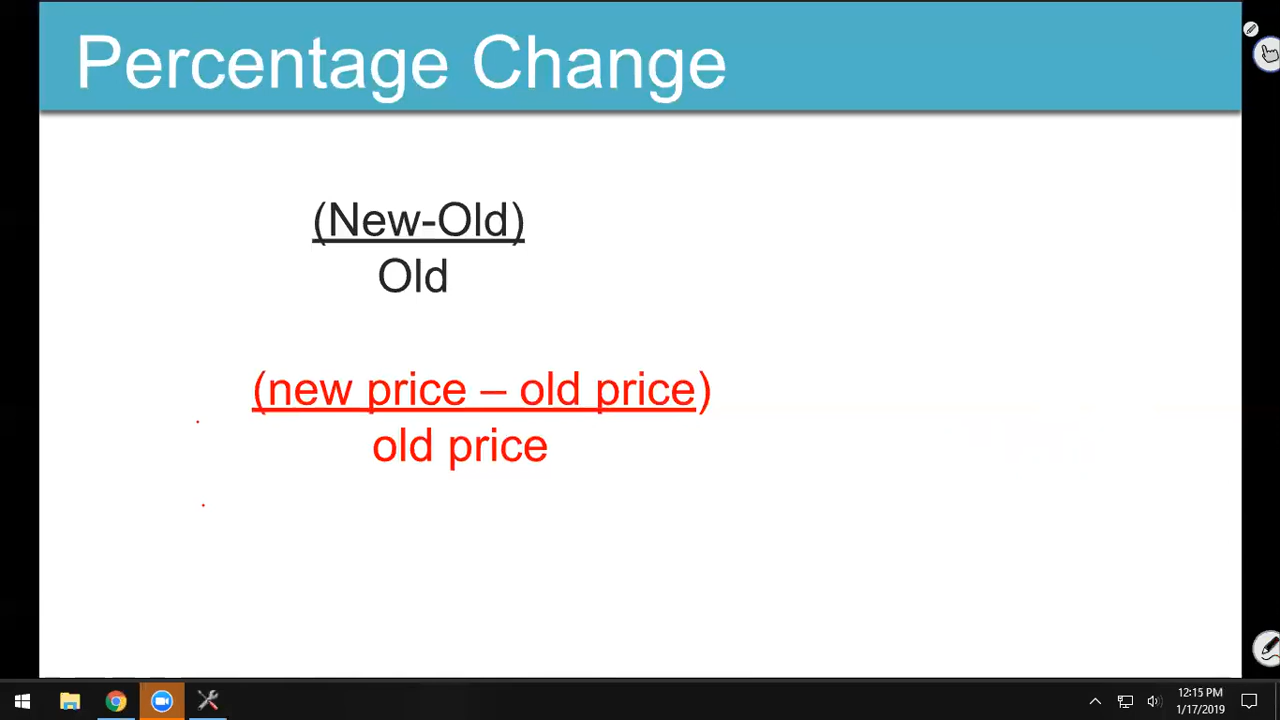 Percentage Change
(New-Old)
Old
(new price – old price)
old price
12:15 PM
1/17/2019